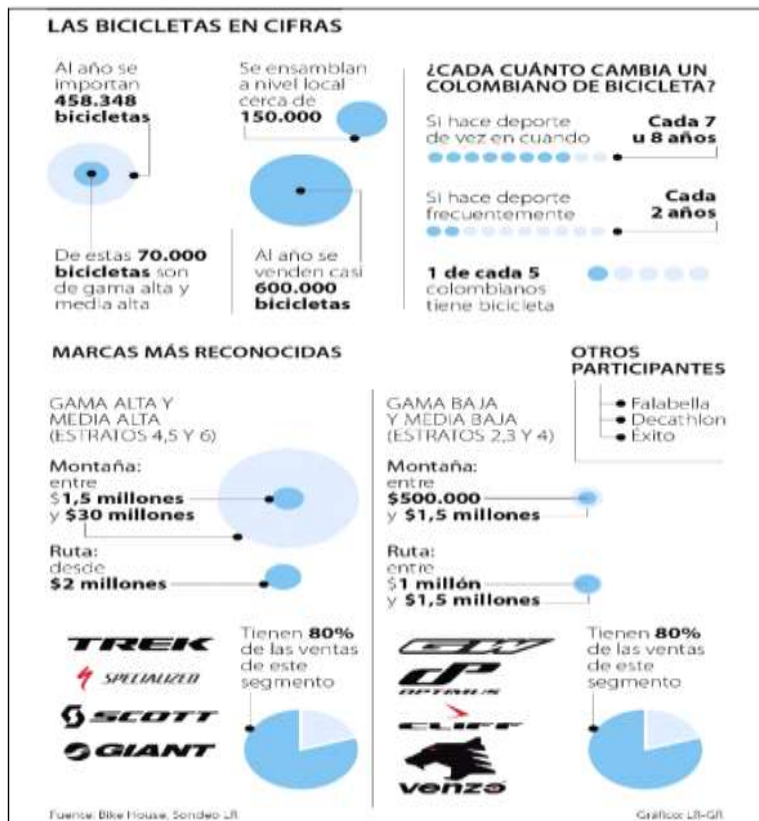 LAS BICICLETAS EN CIFRAS
Al año se
importan
458.348
bicicletas
Se ensamblan
a nivel local
cerca de
150.000
De estas 70.000
bicicletas son
de gama alta y
media alta
Al año se
venden casi
600.000
bicicletas
¿CADA CUÁNTO CAMBIA UN
COLOMBIANO DE BICICLETA?
Si hace deporte
de vez en cuando
Cada 7
u 8 años
Si hace deporte
frecuentemente
Cada
2 años
1 de cada 5
colombianos
tiene bicicleta
MARCAS MÁS RECONOCIDAS
OTROS
PARTICIPANTES
Falabella
Decathlon
Éxito
GAMA ALTA Y
MEDIA ALTA
(ESTRATOS 4,5 Y 6)
Montaña:
entre
$1,5 millones
y $30 millones
Ruta:
desde
$2 millones
TREK
SPECIALIZED
SCOTT
GIANT
Tienen 80%
de las ventas
de este
segmento
GAMA BAJA
Y MEDIA BAJA
(ESTRATOS 2,3 Y 4)
Montaña:
entre
$500.000
y $1,5 millones
Ruta:
entre
$1 millón
y $1,5 millones
GW
OPTIMUS
CLIFF
venzo
Tienen 80%
de las ventas
de este
segmento
Fuente: Bike House, Sondeo LR
Gráfico: LR-GR